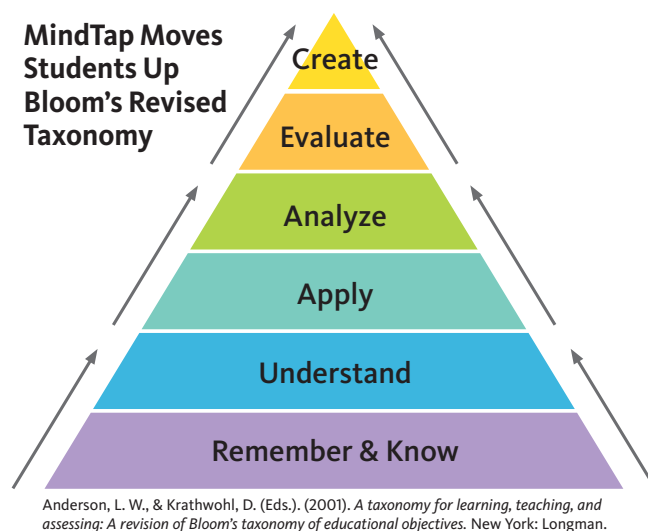 MindTap Moves
Students Up
Bloom’s Revised
Taxonomy
Create
Evaluate
Analyze
Apply
Understand
Remember & Know
Anderson, L. W., & Krathwohl, D. (Eds.). (2001). A taxonomy for learning, teaching, and
assessing: A revision of Bloom’s taxonomy of educational objectives. New York: Longman.